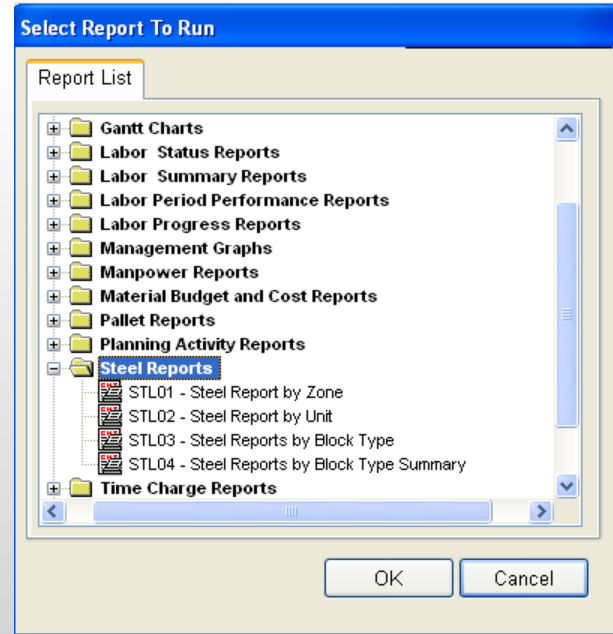 Select Report To Run
Report List
Gantt Charts
Labor Status Reports
Labor Summary Reports
Labor Period Performance Reports
Labor Progress Reports
Management Graphs
Manpower Reports
Material Budget and Cost Reports
Pallet Reports
Planning Activity Reports
Steel Reports
STL01 - Steel Report by Zone
STL02 - Steel Report by Unit
STL03 - Steel Reports by Block Type
STL04 - Steel Reports by Block Type Summary
Time Charge Reports
OK Cancel